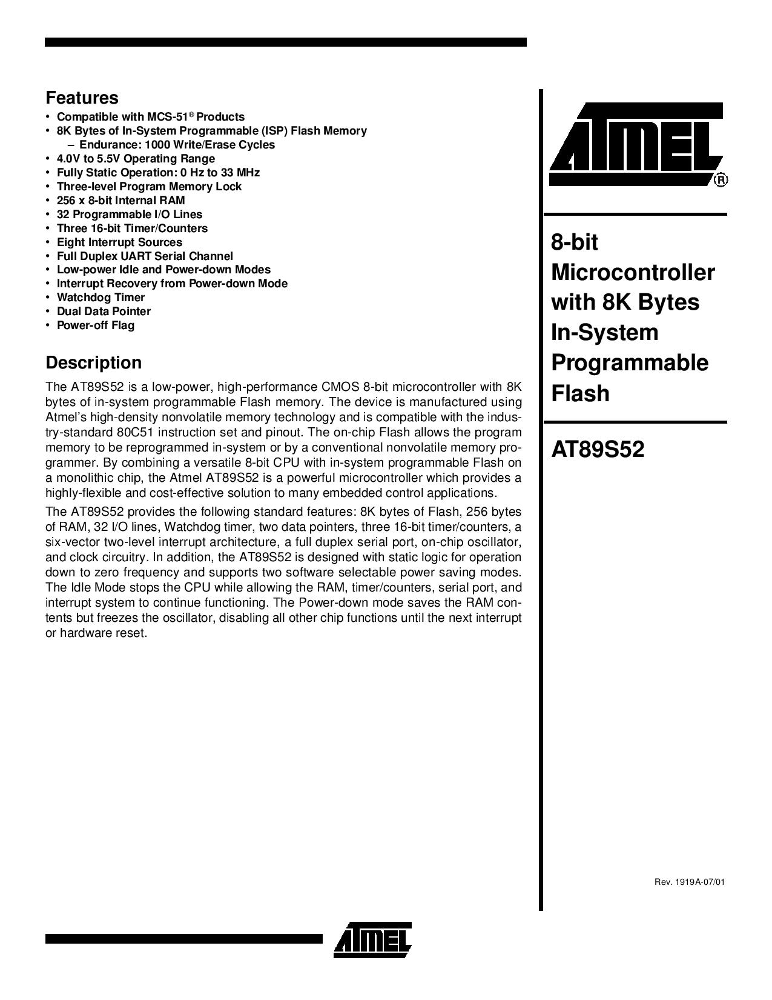 Features
• Compatible with MCS-51® Products
• 8K Bytes of In-System Programmable (ISP) Flash Memory
– Endurance: 1000 Write/Erase Cycles
• 4.0V to 5.5V Operating Range
• Fully Static Operation: 0 Hz to 33 MHz
• Three-level Program Memory Lock
• 256 x 8-bit Internal RAM
• 32 Programmable I/O Lines
• Three 16-bit Timer/Counters
• Eight Interrupt Sources
• Full Duplex UART Serial Channel
• Low-power Idle and Power-down Modes
• Interrupt Recovery from Power-down Mode
• Watchdog Timer
• Dual Data Pointer
• Power-off Flag
Description
The AT89S52 is a low-power, high-performance CMOS 8-bit microcontroller with 8K
bytes of in-system programmable Flash memory. The device is manufactured using
Atmel's high-density nonvolatile memory technology and is compatible with the indus-
try-standard 80C51 instruction set and pinout. The on-chip Flash allows the program
memory to be reprogrammed in-system or by a conventional nonvolatile memory pro-
grammer. By combining a versatile 8-bit CPU with in-system programmable Flash on
a monolithic chip, the Atmel AT89S52 is a powerful microcontroller which provides a
highly-flexible and cost-effective solution to many embedded control applications.
The AT89S52 provides the following standard features: 8K bytes of Flash, 256 bytes
of RAM, 32 I/O lines, Watchdog timer, two data pointers, three 16-bit timer/counters, a
six-vector two-level interrupt architecture, a full duplex serial port, on-chip oscillator,
and clock circuitry. In addition, the AT89S52 is designed with static logic for operation
down to zero frequency and supports two software selectable power saving modes.
The Idle Mode stops the CPU while allowing the RAM, timer/counters, serial port, and
interrupt system to continue functioning. The Power-down mode saves the RAM con-
tents but freezes the oscillator, disabling all other chip functions until the next interrupt
or hardware reset.
ATMEL ®
8-bit
Microcontroller
with 8K Bytes
In-System
Programmable
Flash
AT89S52
Rev. 1919A-07/01
ATMEL